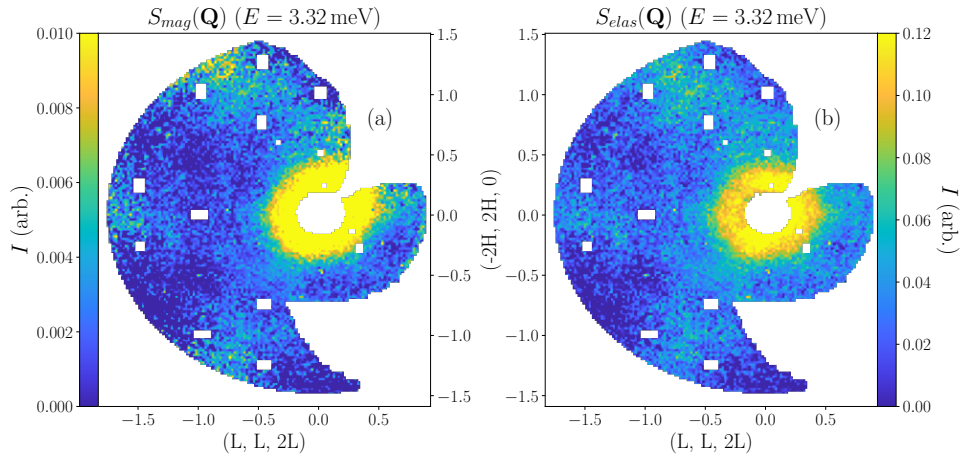 S_mag(Q) (E = 3.32 meV)
S_elas(Q) (E = 3.32 meV)
(a)
(b)
0.010
0.008
0.006
0.004
0.002
0.000
I (arb.)
1.5
1.0
0.5
0.0
−0.5
−1.0
−1.5
(-2H, 2H, 0)
−1.5 −1.0 −0.5 0.0 0.5
(L, L, 2L)
1.5
1.0
0.5
0.0
−0.5
−1.0
−1.5
−1.5 −1.0 −0.5 0.0 0.5
(L, L, 2L)
0.12
0.10
0.08
0.06
0.04
0.02
0.00
I (arb.)